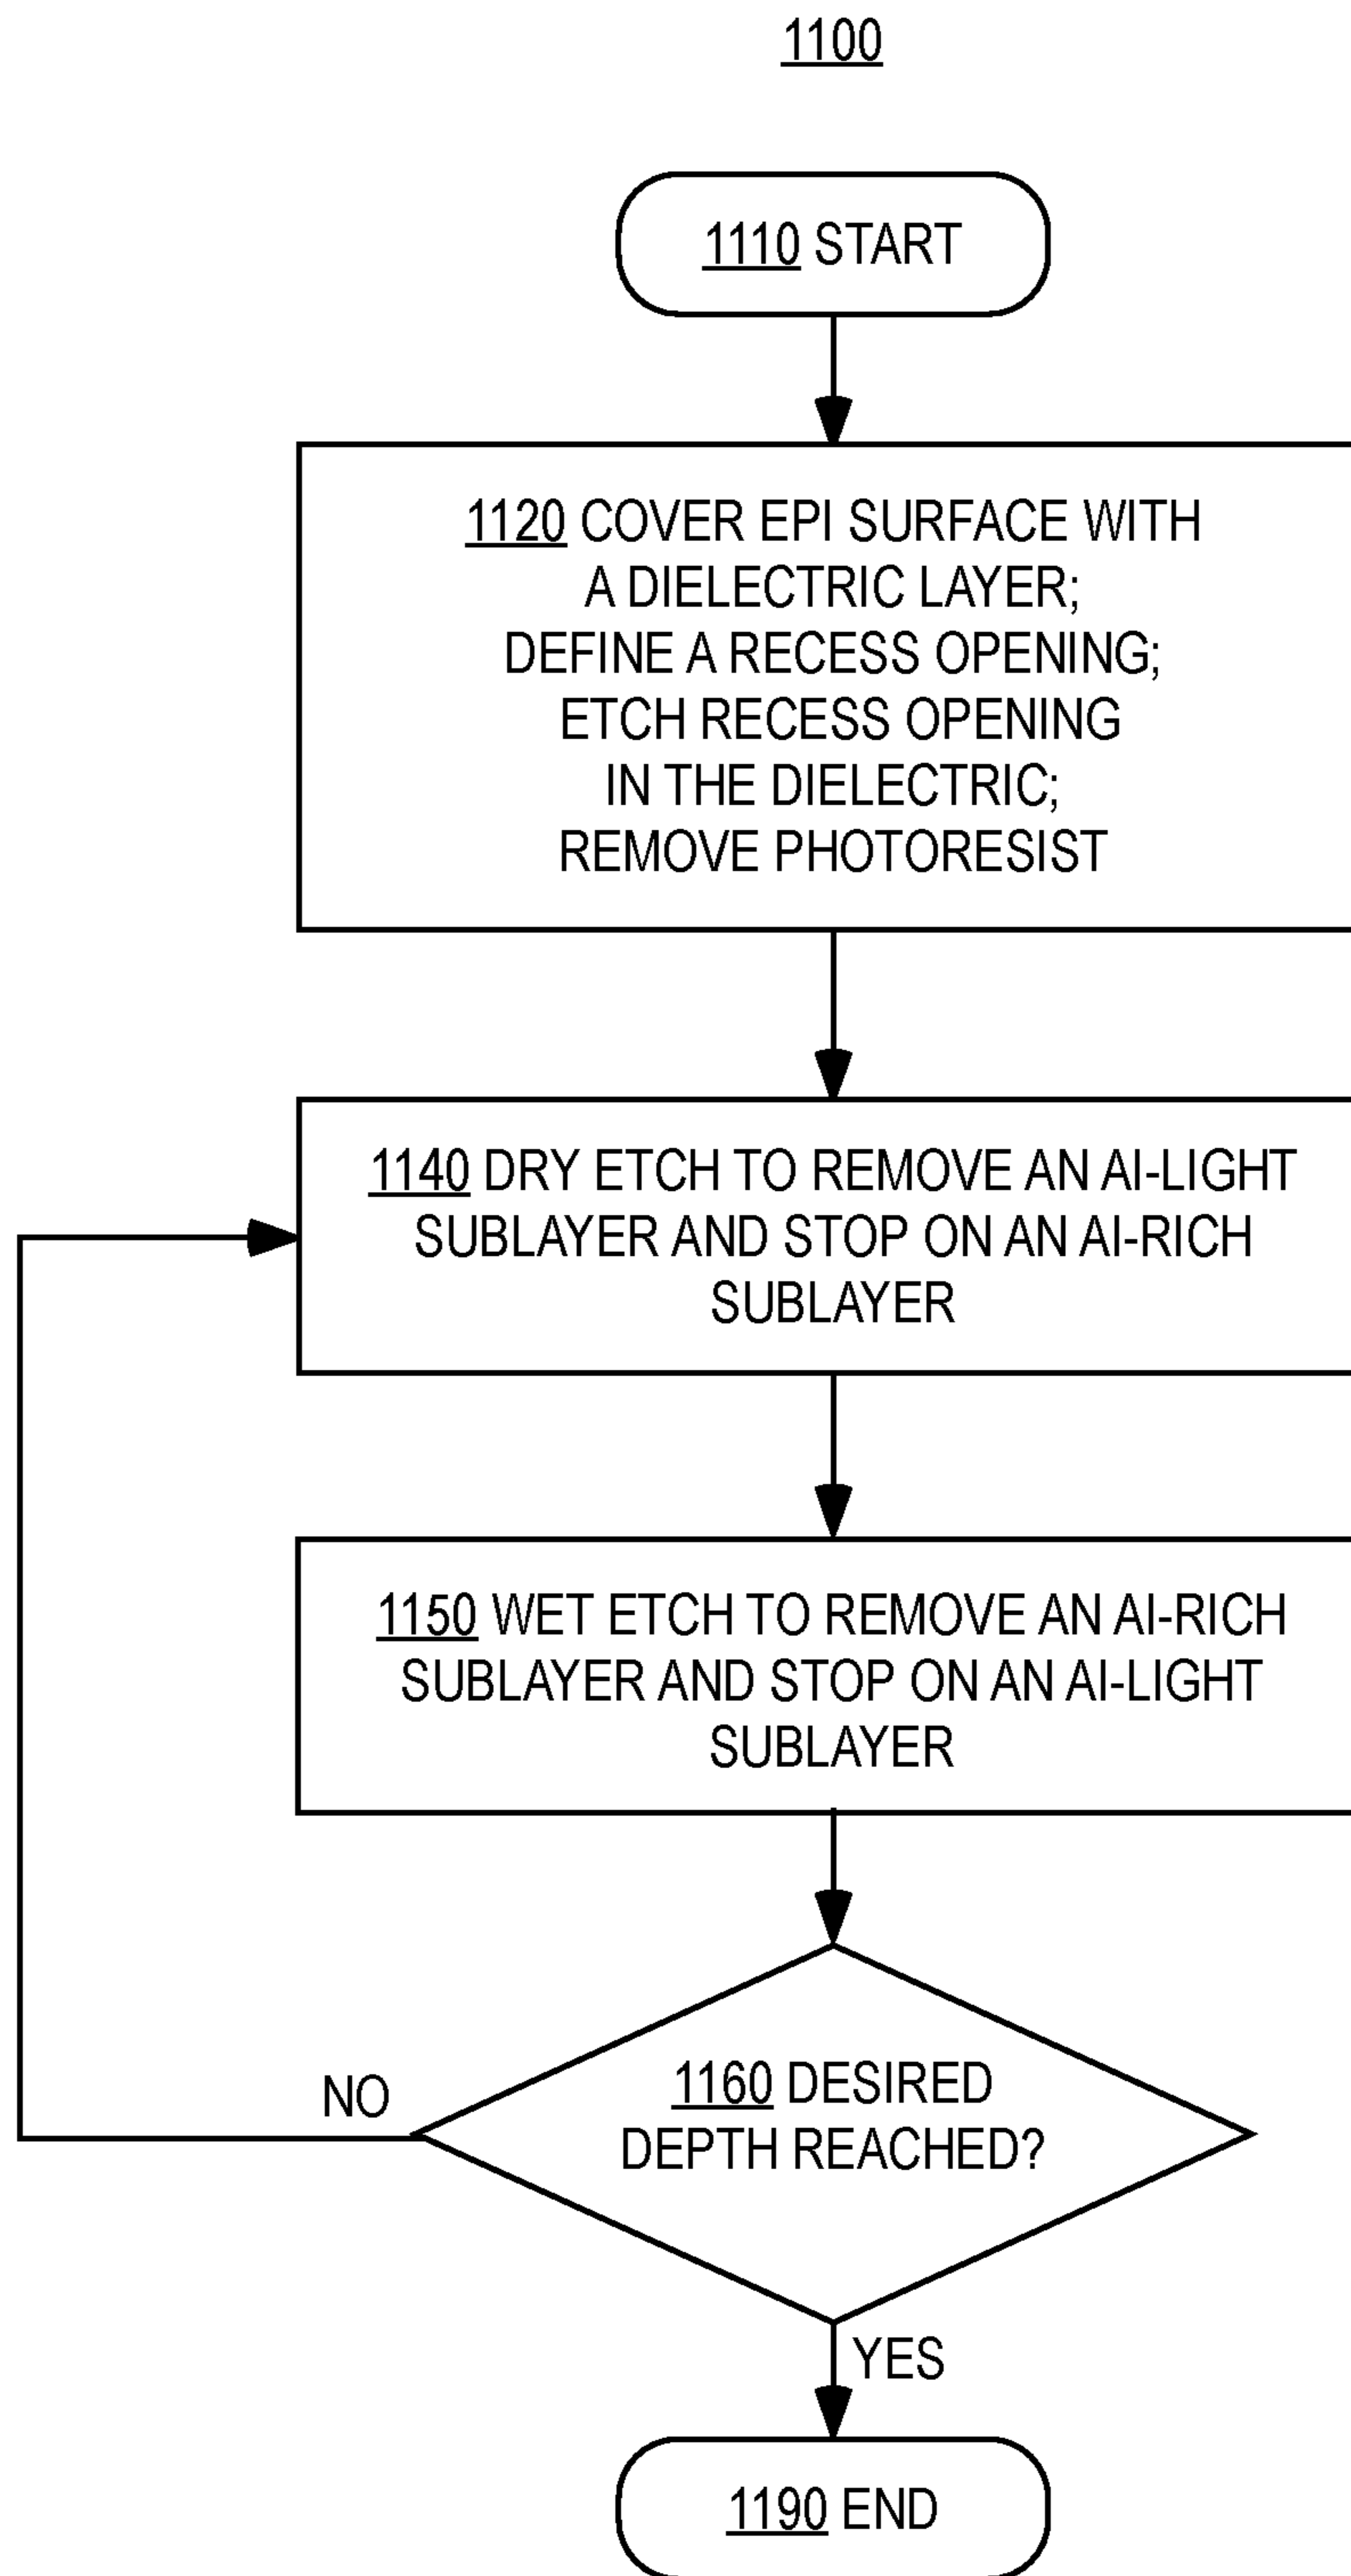 1100
1110 START
1120 COVER EPI SURFACE WITH
A DIELECTRIC LAYER;
DEFINE A RECESS OPENING;
ETCH RECESS OPENING
IN THE DIELECTRIC;
REMOVE PHOTORESIST
1140 DRY ETCH TO REMOVE AN Al-LIGHT
SUBLAYER AND STOP ON AN Al-RICH
SUBLAYER
1150 WET ETCH TO REMOVE AN Al-RICH
SUBLAYER AND STOP ON AN Al-LIGHT
SUBLAYER
1160 DESIRED
DEPTH REACHED?
NO
YES
1190 END